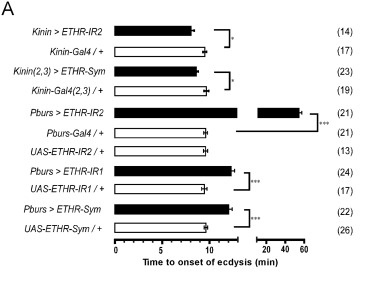 A
Kinin > ETHR-IR2 * (14)
Kinin-Gal4 / + (17)
Kinin(2,3) > ETHR-Sym * (23)
Kinin-Gal4(2,3) / + (19)
Pburs > ETHR-IR2 *** (21)
Pburs-Gal4 / + (21)
UAS-ETHR-IR2 / + (13)
Pburs > ETHR-IR1 *** (24)
UAS-ETHR-IR1 / + (17)
Pburs > ETHR-Sym *** (22)
UAS-ETHR-Sym / + (26)
0 5 10 20 40 60
Time to onset of ecdysis (min)